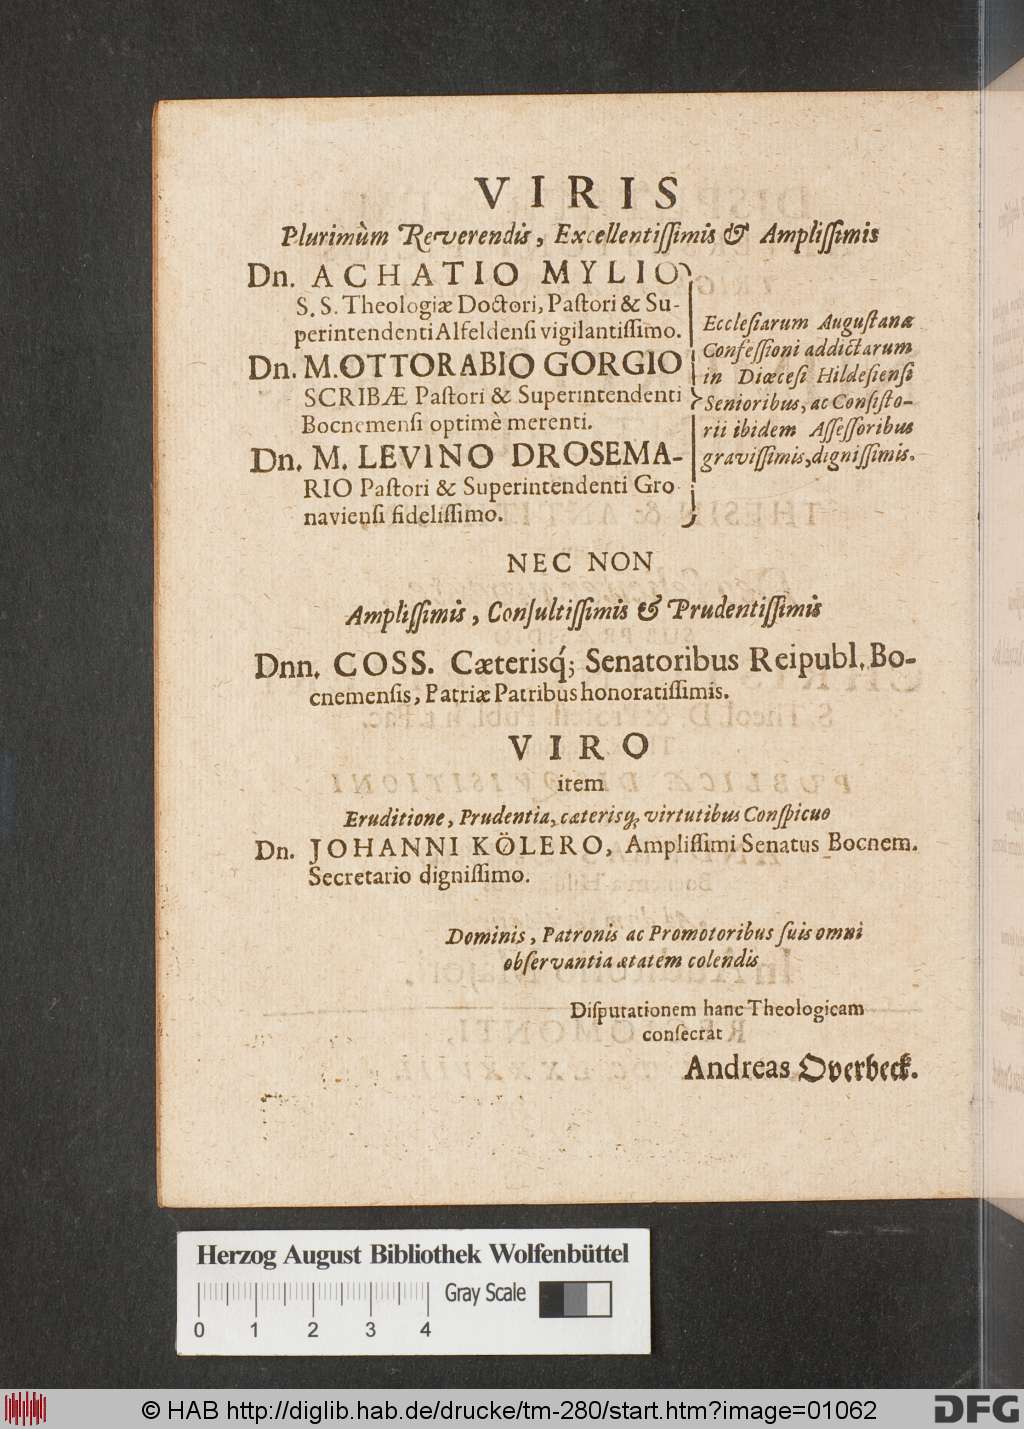 VIRIS
Plurimùm Reverendis, Excellentiſſimis & Ampliſſimis
Dn. ACHATIO MYLIO
S. S. Theologiæ Doctori, Paſtori & Su-
perintendenti Alfeldenſi vigilantiſſimo.
Dn. M. OTTORABIO GORGIO
SCRIBÆ Paſtori & Superintendenti
Bocnemenſi optimè merenti.
Dn. M. LEVINO DROSEMA-
RIO Paſtori & Superintendenti Gro
navienſi fideliſſimo.
Eccleſiarum Auguſtanæ
Confeſſioni addictarum
in Diœceſi Hildeſienſi
Senioribus, ac Conſiſto-
rii ibidem Aſſeſſoribus
graviſſimis, digniſſimis.
NEC NON
Ampliſſimis, Conſultiſſimis & Prudentiſſimis
Dnn. COSS. Cæterisq́; Senatoribus Reipubl. Bo-
cnemenſis, Patriæ Patribus honoratiſſimis.
VIRO
item
Eruditione, Prudentia, cæterisq; virtutibus Conſpicuo
Dn. JOHANNI KÖLERO, Ampliſſimi Senatus Bocnem.
Secretario digniſſimo.
Dominis, Patronis ac Promotoribus ſuis omni
obſervantia ætatem colendis
Diſputationem hanc Theologicam
conſecrat
Andreas Overbeck.
Herzog August Bibliothek Wolfenbüttel
Gray Scale
0 1 2 3 4
© HAB http://diglib.hab.de/drucke/tm-280/start.htm?image=01062
DFG